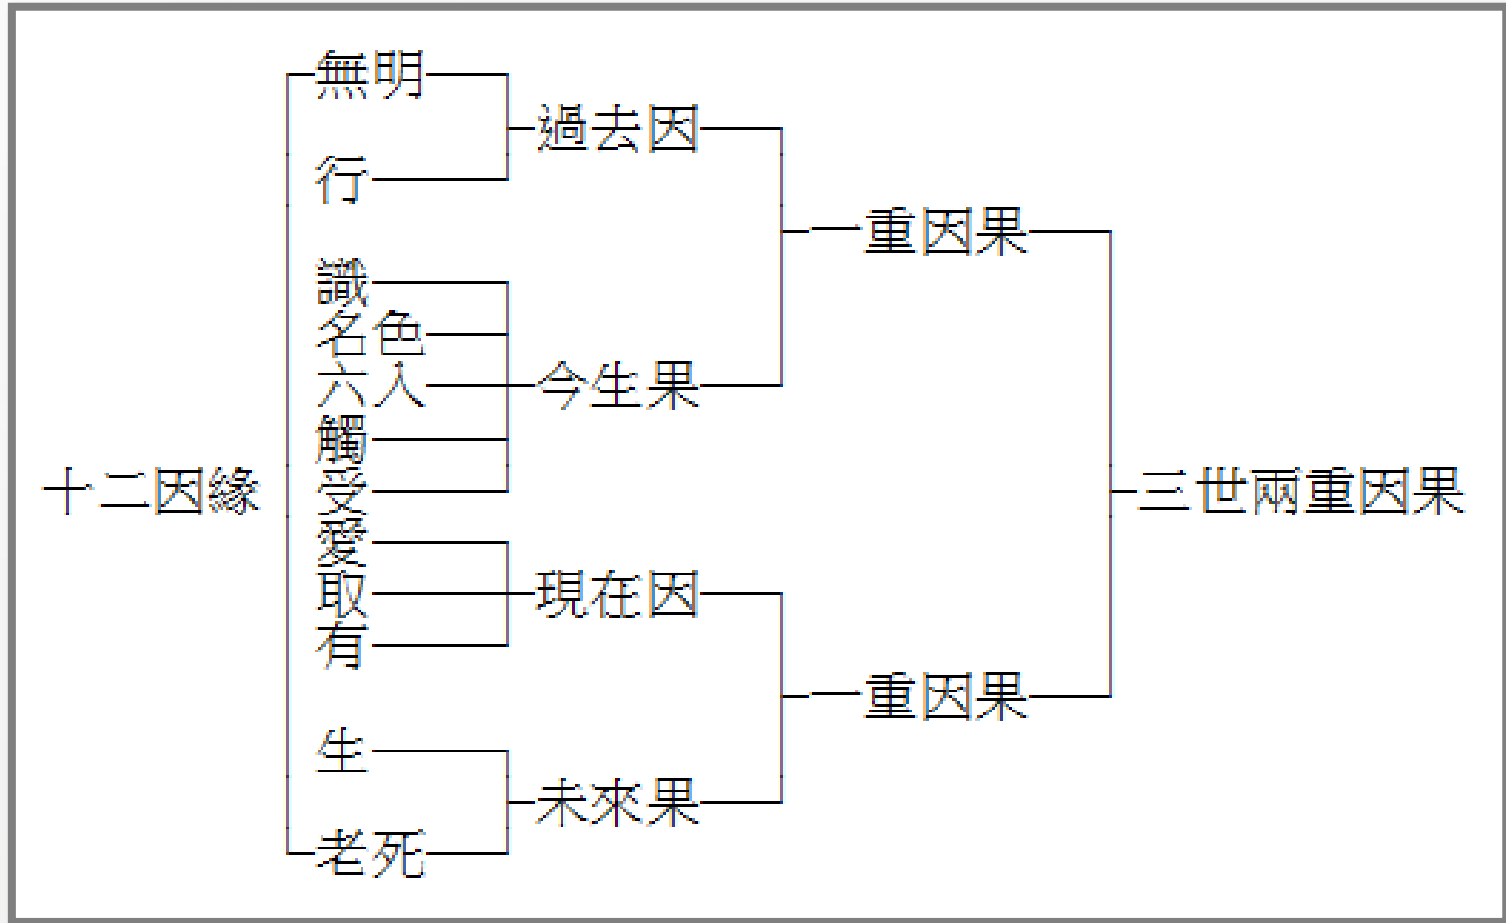 無明
過去因
行
一重因果
識
名色
六入
今生果
觸
十二因緣
受
三世兩重因果
愛
取
現在因
有
一重因果
生
未來果
老死